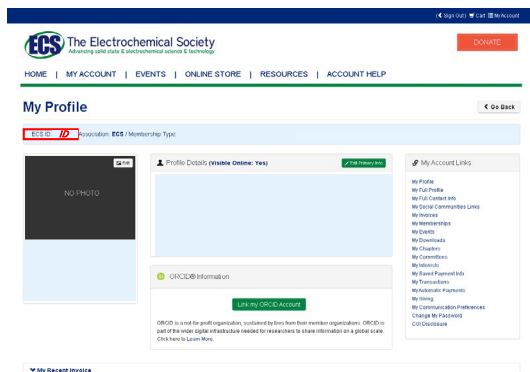 ( Sign Out) Cart My Account
ECS The Electrochemical Society
Advancing solid state & electrochemical science & technology
DONATE
HOME | MY ACCOUNT | EVENTS | ONLINE STORE | RESOURCES | ACCOUNT HELP
My Profile
Go Back
ECS ID: ID Association: ECS / Membership Type:
Edit
NO PHOTO
Profile Details (Visible Online: Yes)
Edit Primary Info
ORCID® Information
Link my ORCID Account
ORCID is a not-for-profit organization, sustained by fees from their member organizations. ORCID is
part of the wider digital infrastructure needed for researchers to share information on a global scale.
Click here to Learn More.
My Account Links
My Profile
My Full Profile
My Full Contact Info
My Social Communities Links
My Invoices
My Memberships
My Events
My Downloads
My Chapters
My Committees
My Interests
My Saved Payment Info
My Transactions
My Automatic Payments
My Giving
My Communication Preferences
Change My Password
COI Disclosure
My Recent Invoice